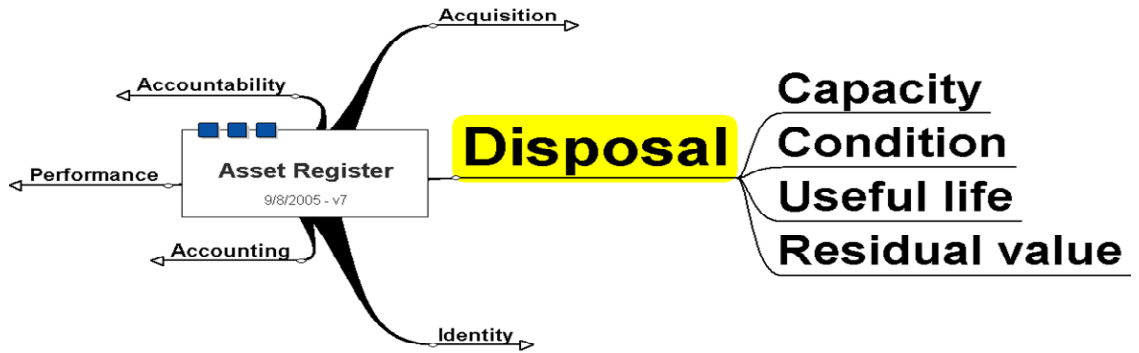 Acquisition
Accountability
Performance
Asset Register
9/8/2005 - v7
Accounting
Identity
Disposal
Capacity
Condition
Useful life
Residual value